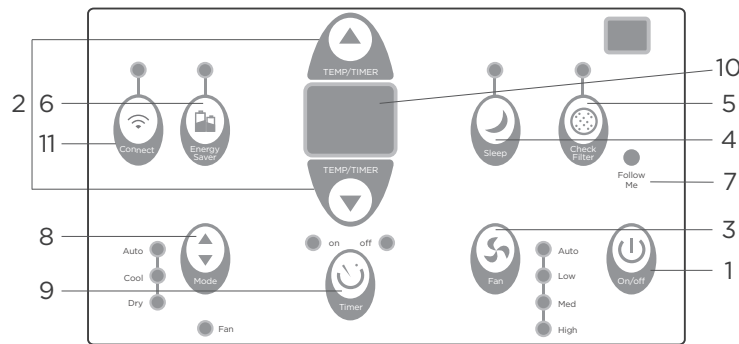 TEMP/TIMER
10
2
6
5
11
Connect
Energy
Saver
Sleep
Check
Filter
4
TEMP/TIMER
Follow
Me
7
8
3
on
off
Auto
Cool
Dry
Mode
Fan
Auto
Low
Med
High
On/off
1
9
Timer
Fan